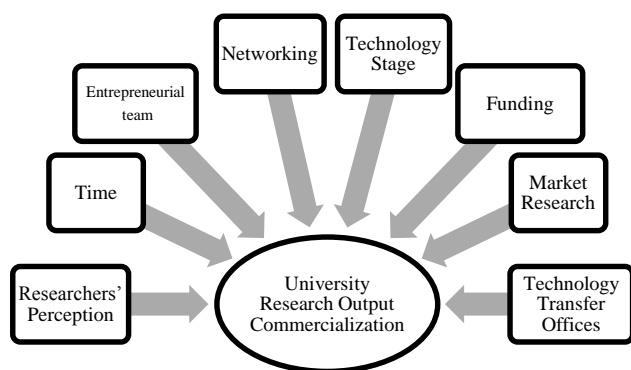 Networking
Technology
Stage
Entrepreneurial
team
Funding
Time
Market
Research
Researchers’
Perception
University
Research Output
Commercialization
Technology
Transfer
Offices